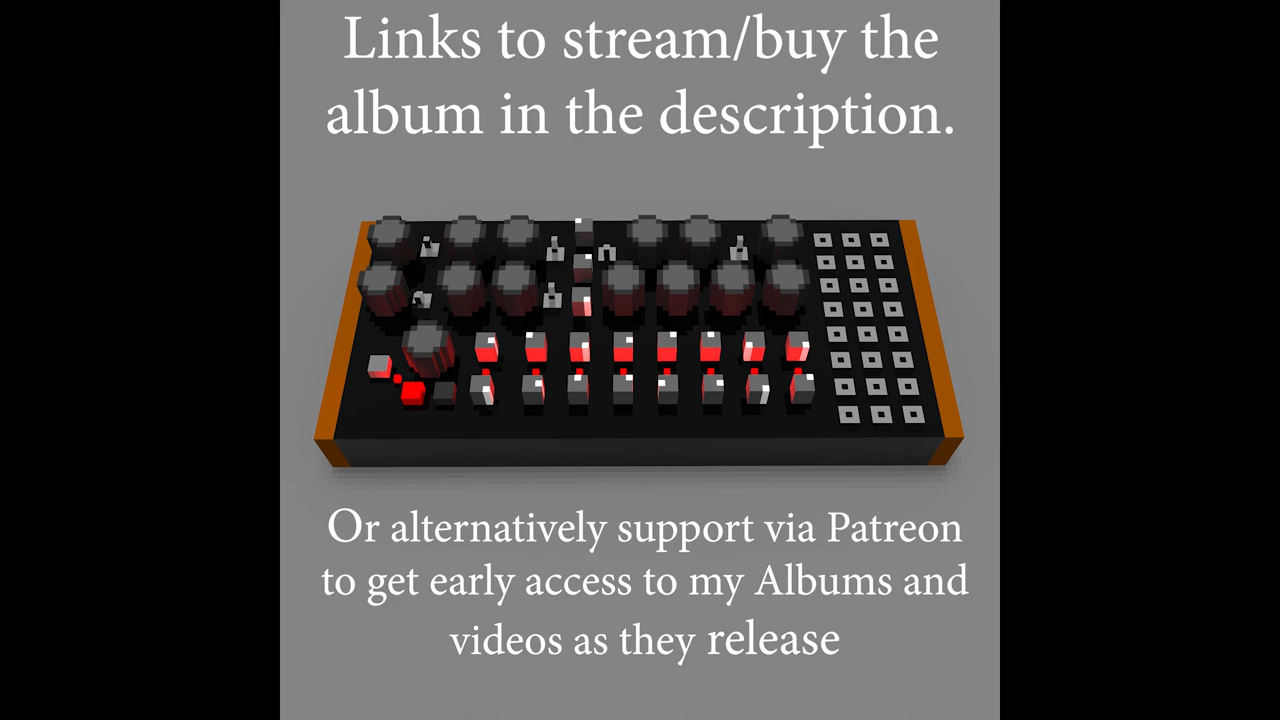 Links to stream/buy the
album in the description.
Or alternatively support via Patreon
to get early access to my Albums and
videos as they release